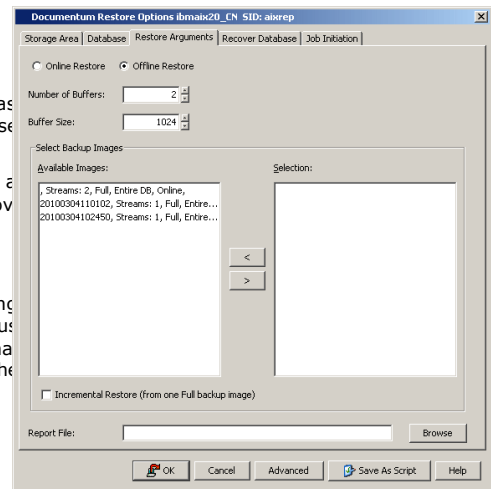 Documentum Restore Options ibmaix20_CN SID: aixrep
Storage Area Database Restore Arguments Recover Database Job Initiation
Online Restore Offline Restore
Number of Buffers: 2
Buffer Size: 1024
Select Backup Images
Available Images: Selection:
, Streams: 2, Full, Entire DB, Online,
20100304110102, Streams: 1, Full, Entire...
20100304102450, Streams: 1, Full, Entire...
<
>
Incremental Restore (from one Full backup image)
Report File: Browse
OK Cancel Advanced Save As Script Help